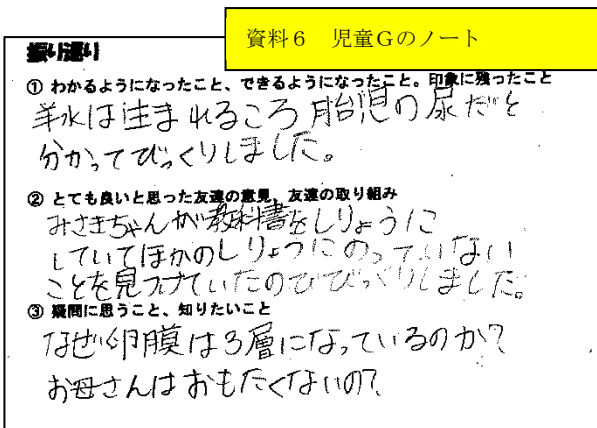 資料６　児童Gのノート
振り返り
① わかるようになったこと、できるようになったこと。印象に残ったこと
羊水は生まれるころ胎児の尿だと
分かってびっくりしました。
② とても良いと思った友達の意見、友達の取り組み
みさきちゃんが教科書をしりょうに
していてほかのしりょうにのっていない
ことを見つけていたのでびっくりしました。
③ 疑問に思うこと、知りたいこと
なぜ卵膜は3層になっているのか?
お母さんはおもたくないの?